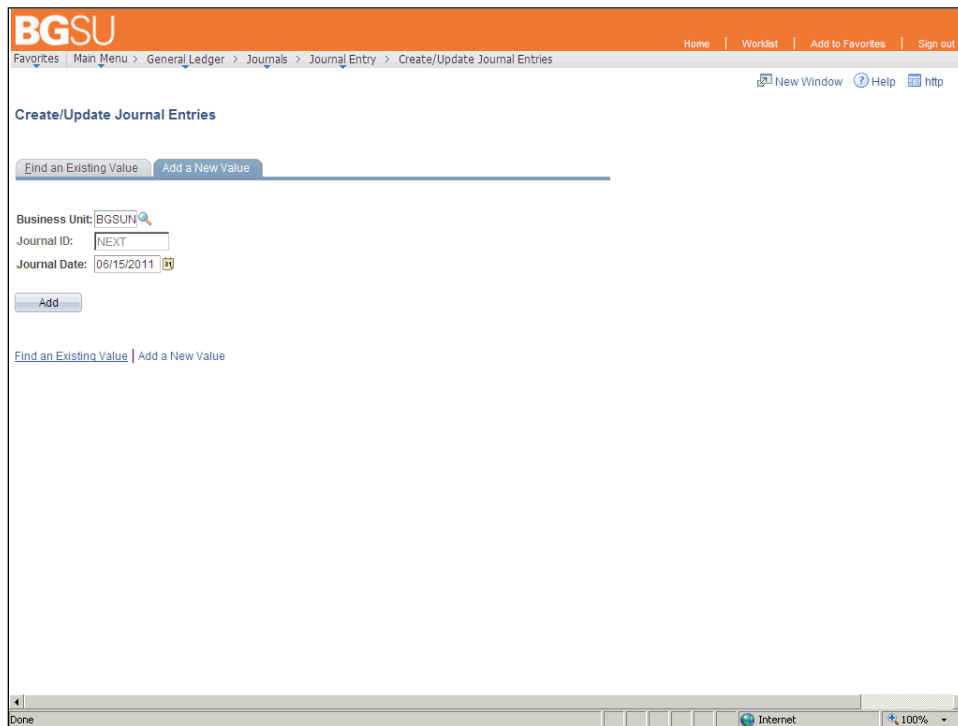 BGSU
Home | Worklist | Add to Favorites | Sign out
Favorites Main Menu > General Ledger > Journals > Journal Entry > Create/Update Journal Entries
New Window ? Help http
Create/Update Journal Entries
Find an Existing Value Add a New Value
Business Unit: BGSUN
Journal ID: NEXT
Journal Date: 06/15/2011 31
Add
Find an Existing Value | Add a New Value
Done Internet 100%